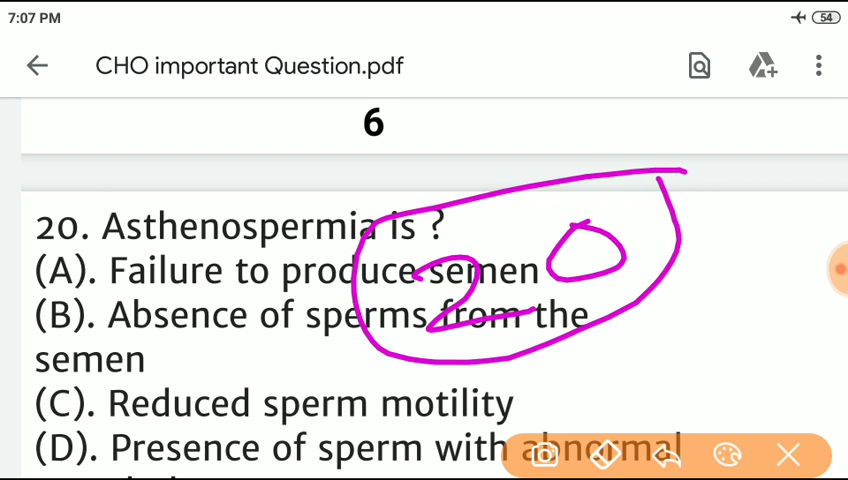 7:07 PM
54
CHO important Question.pdf
6
20. Asthenospermia is ?
(A). Failure to produce semen
20
(B). Absence of sperms from the
semen
(C). Reduced sperm motility
(D). Presence of sperm with abnormal